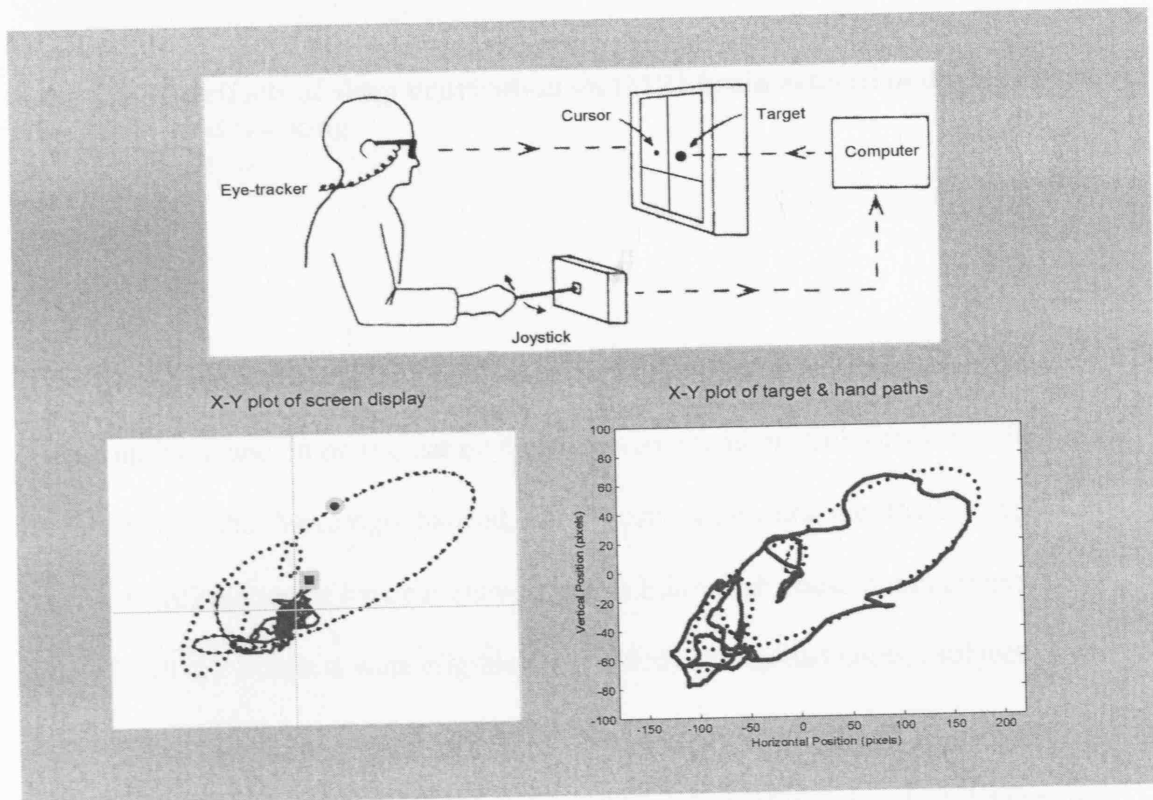 Cursor
Target
Computer
Eye-tracker
Joystick
X-Y plot of screen display
X-Y plot of target & hand paths
Vertical Position (pixels)
100
80
60
40
20
0
-20
-40
-60
-80
-100
-150 -100 -50 0 50 100 150 200
Horizontal Position (pixels)